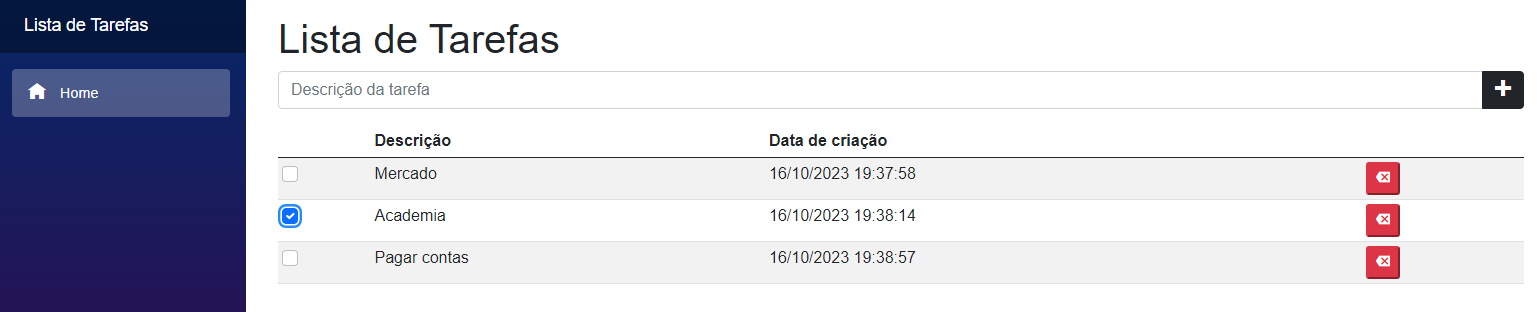 Lista de Tarefas
Home
Lista de Tarefas
Descrição da tarefa
Descrição Data de criação
Mercado 16/10/2023 19:37:58
Academia 16/10/2023 19:38:14
Pagar contas 16/10/2023 19:38:57